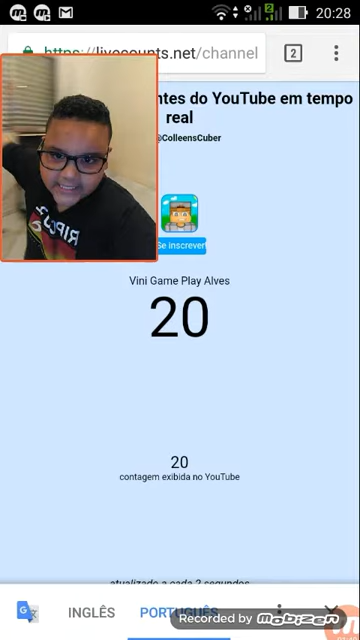 20:28
https://livecounts.net/channel
2
ntes do YouTube em tempo
real
@ColleensCuber
Se inscrever!
Vini Game Play Alves
20
20
contagem exibida no YouTube
atualizado a cada 2 segundos
INGLÊS
PORTUGUÊS
Recorded by mobizen